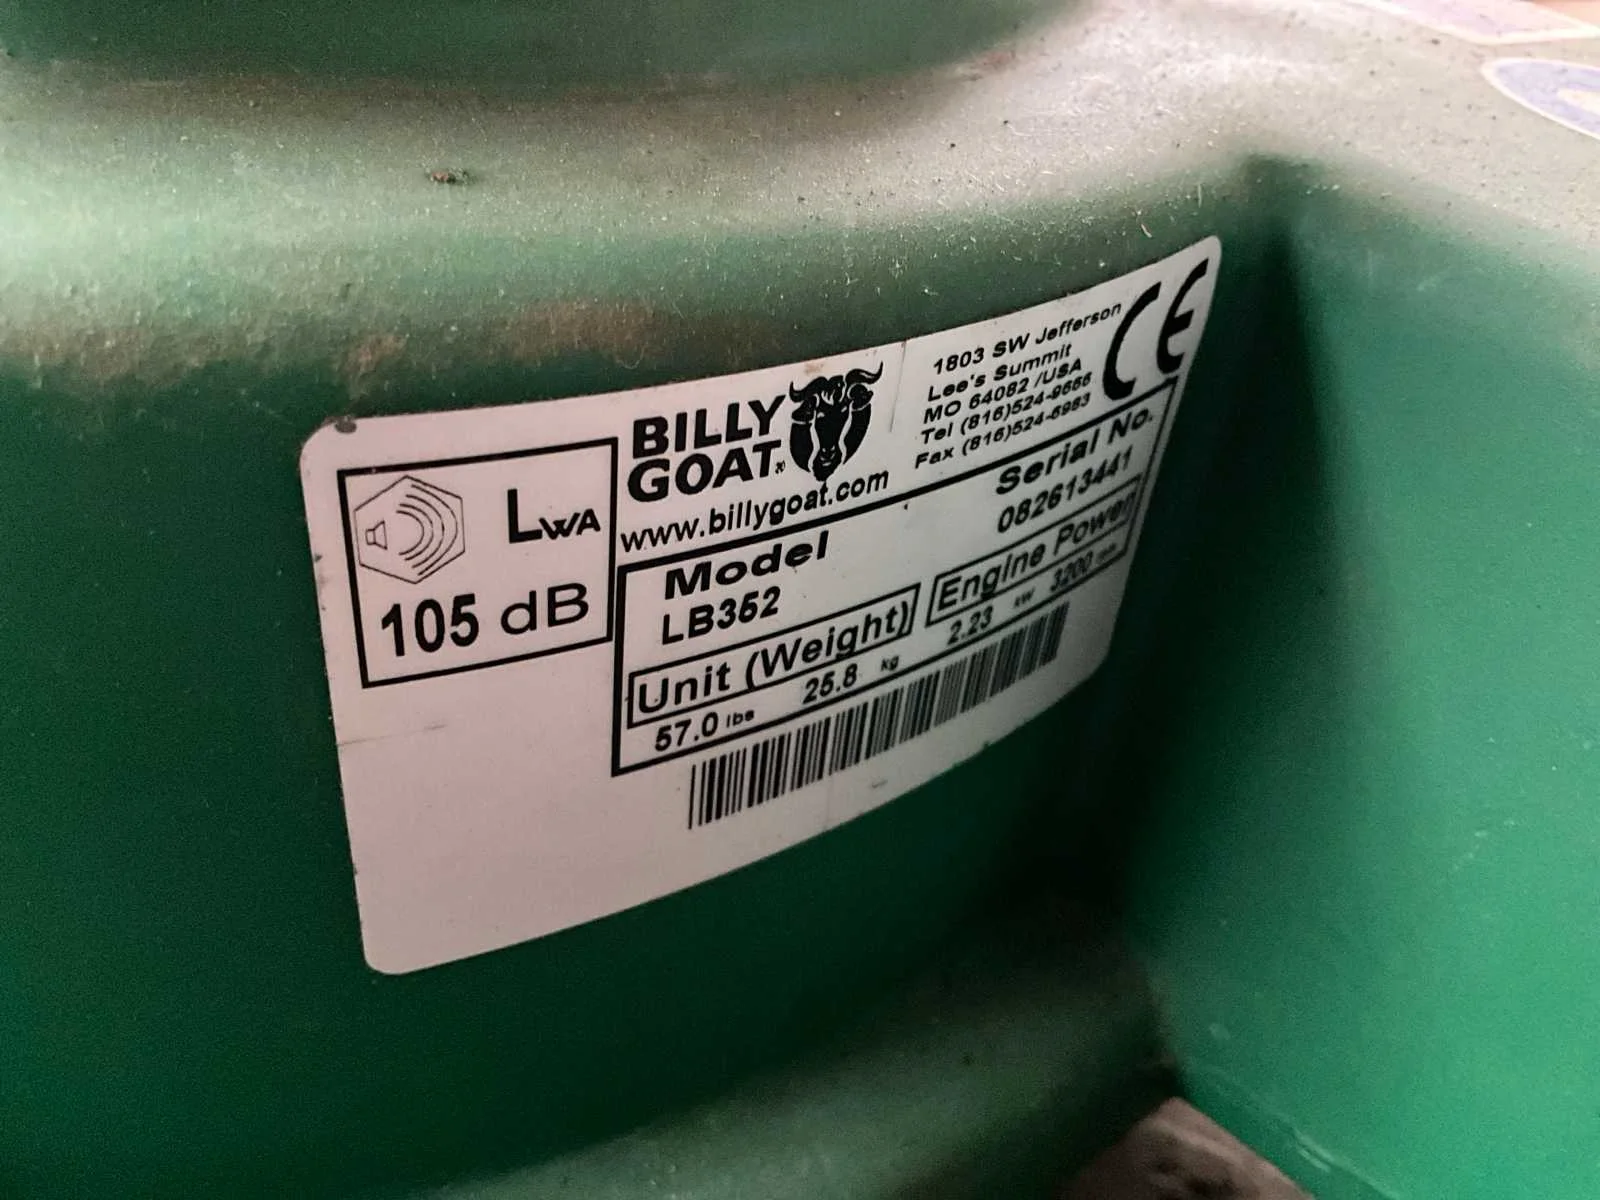 LWA
105 dB
BILLY
GOAT®
www.billygoat.com
1803 SW Jefferson
Lee's Summit
MO 64082 /USA
Tel (816)524-9666
Fax (816)524-6983
CE
Model
LB352
Serial No.
082613441
Unit (Weight)
57.0 lbs 25.8 kg
Engine Power
2.23 kW 3200